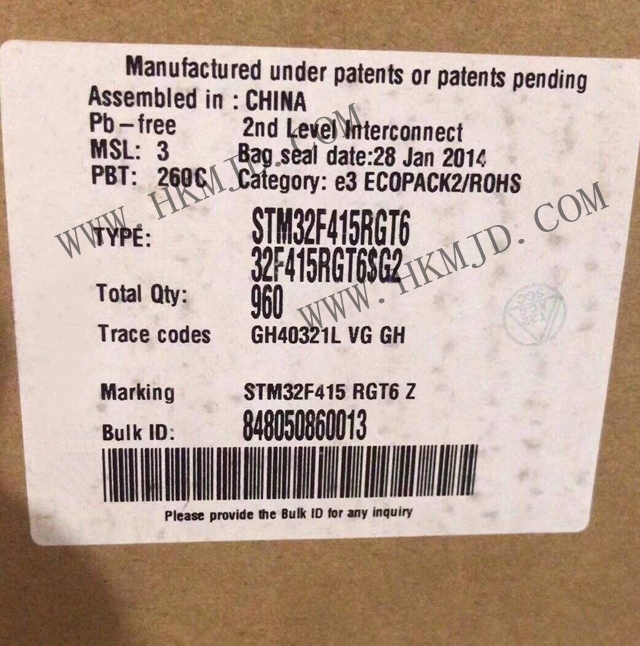 Manufactured under patents or patents pending
Assembled in : CHINA
Pb-free 2nd Level Interconnect
MSL: 3 Bag seal date:28 Jan 2014
PBT: 260C Category: e3 ECOPACK2/ROHS
TYPE: STM32F415RGT6
32F415RGT6$G2
Total Qty: 960
Trace codes GH40321L VG GH
Marking STM32F415 RGT6 Z
Bulk ID: 848050860013
Please provide the Bulk ID for any inquiry
WWW. HKMJD. COM
WWW. HKMJD. COM